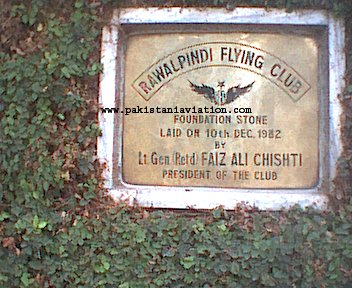 RAWALPINDI FLYING CLUB
www.pakistaniaviation.com
FOUNDATION STONE
LAID ON 10TH DEC. 1982
BY
Lt Gen (Retd) FAIZ ALI CHISHTI
PRESIDENT OF THE CLUB